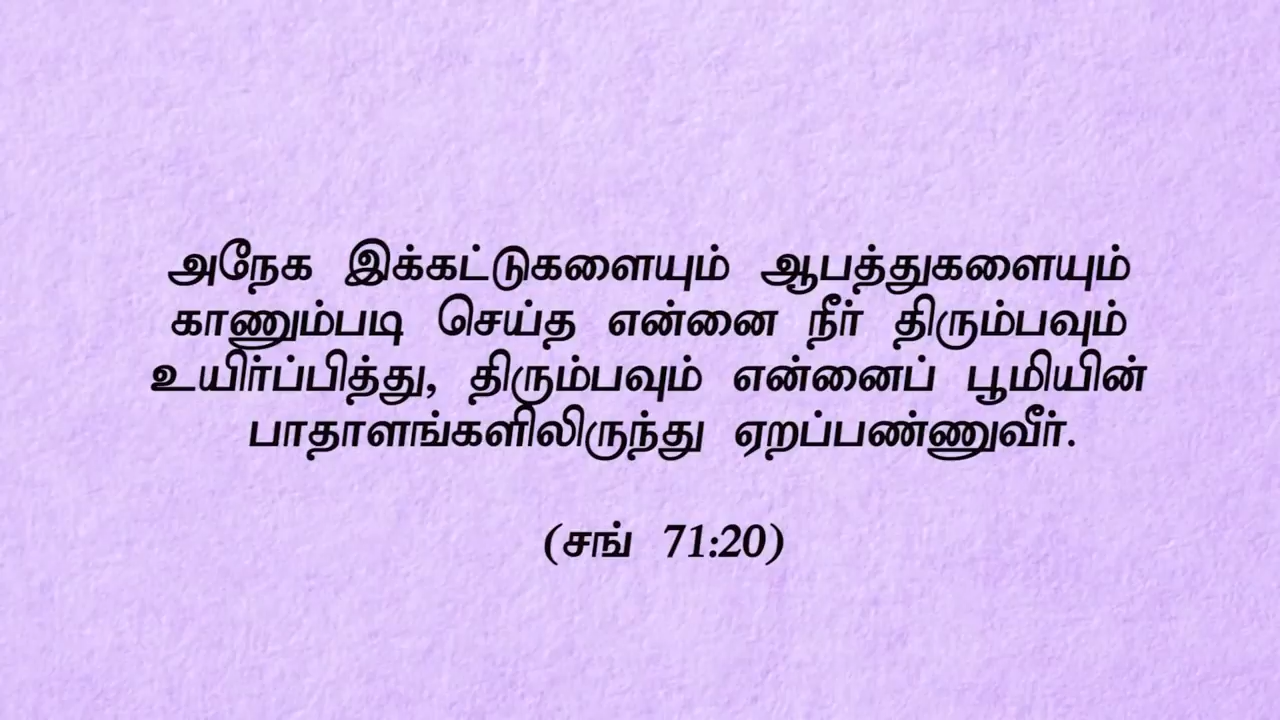 அநேக இக்கட்டுகளையும் ஆபத்துகளையும்
காணும்படி செய்த என்னை நீர் திரும்பவும்
உயிர்ப்பித்து, திரும்பவும் என்னைப் பூமியின்
பாதாளங்களிலிருந்து ஏறப்பண்ணுவீர்.
(சங் 71:20)